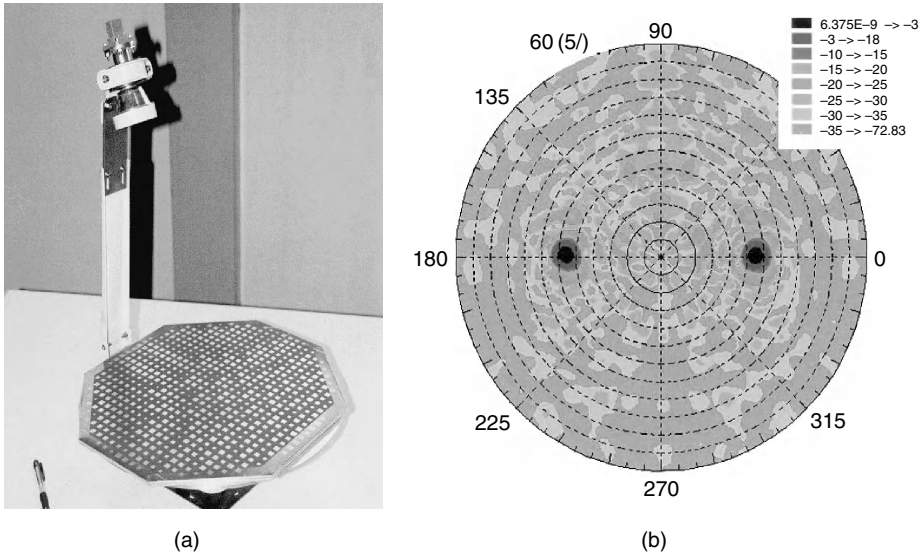 60 (5/)
90
135
180
0
225
315
270
6.375E–9 –> –3
–3 –> –18
–10 –> –15
–15 –> –20
–20 –> –25
–25 –> –30
–30 –> –35
–35 –> –72.83
(a)
(b)